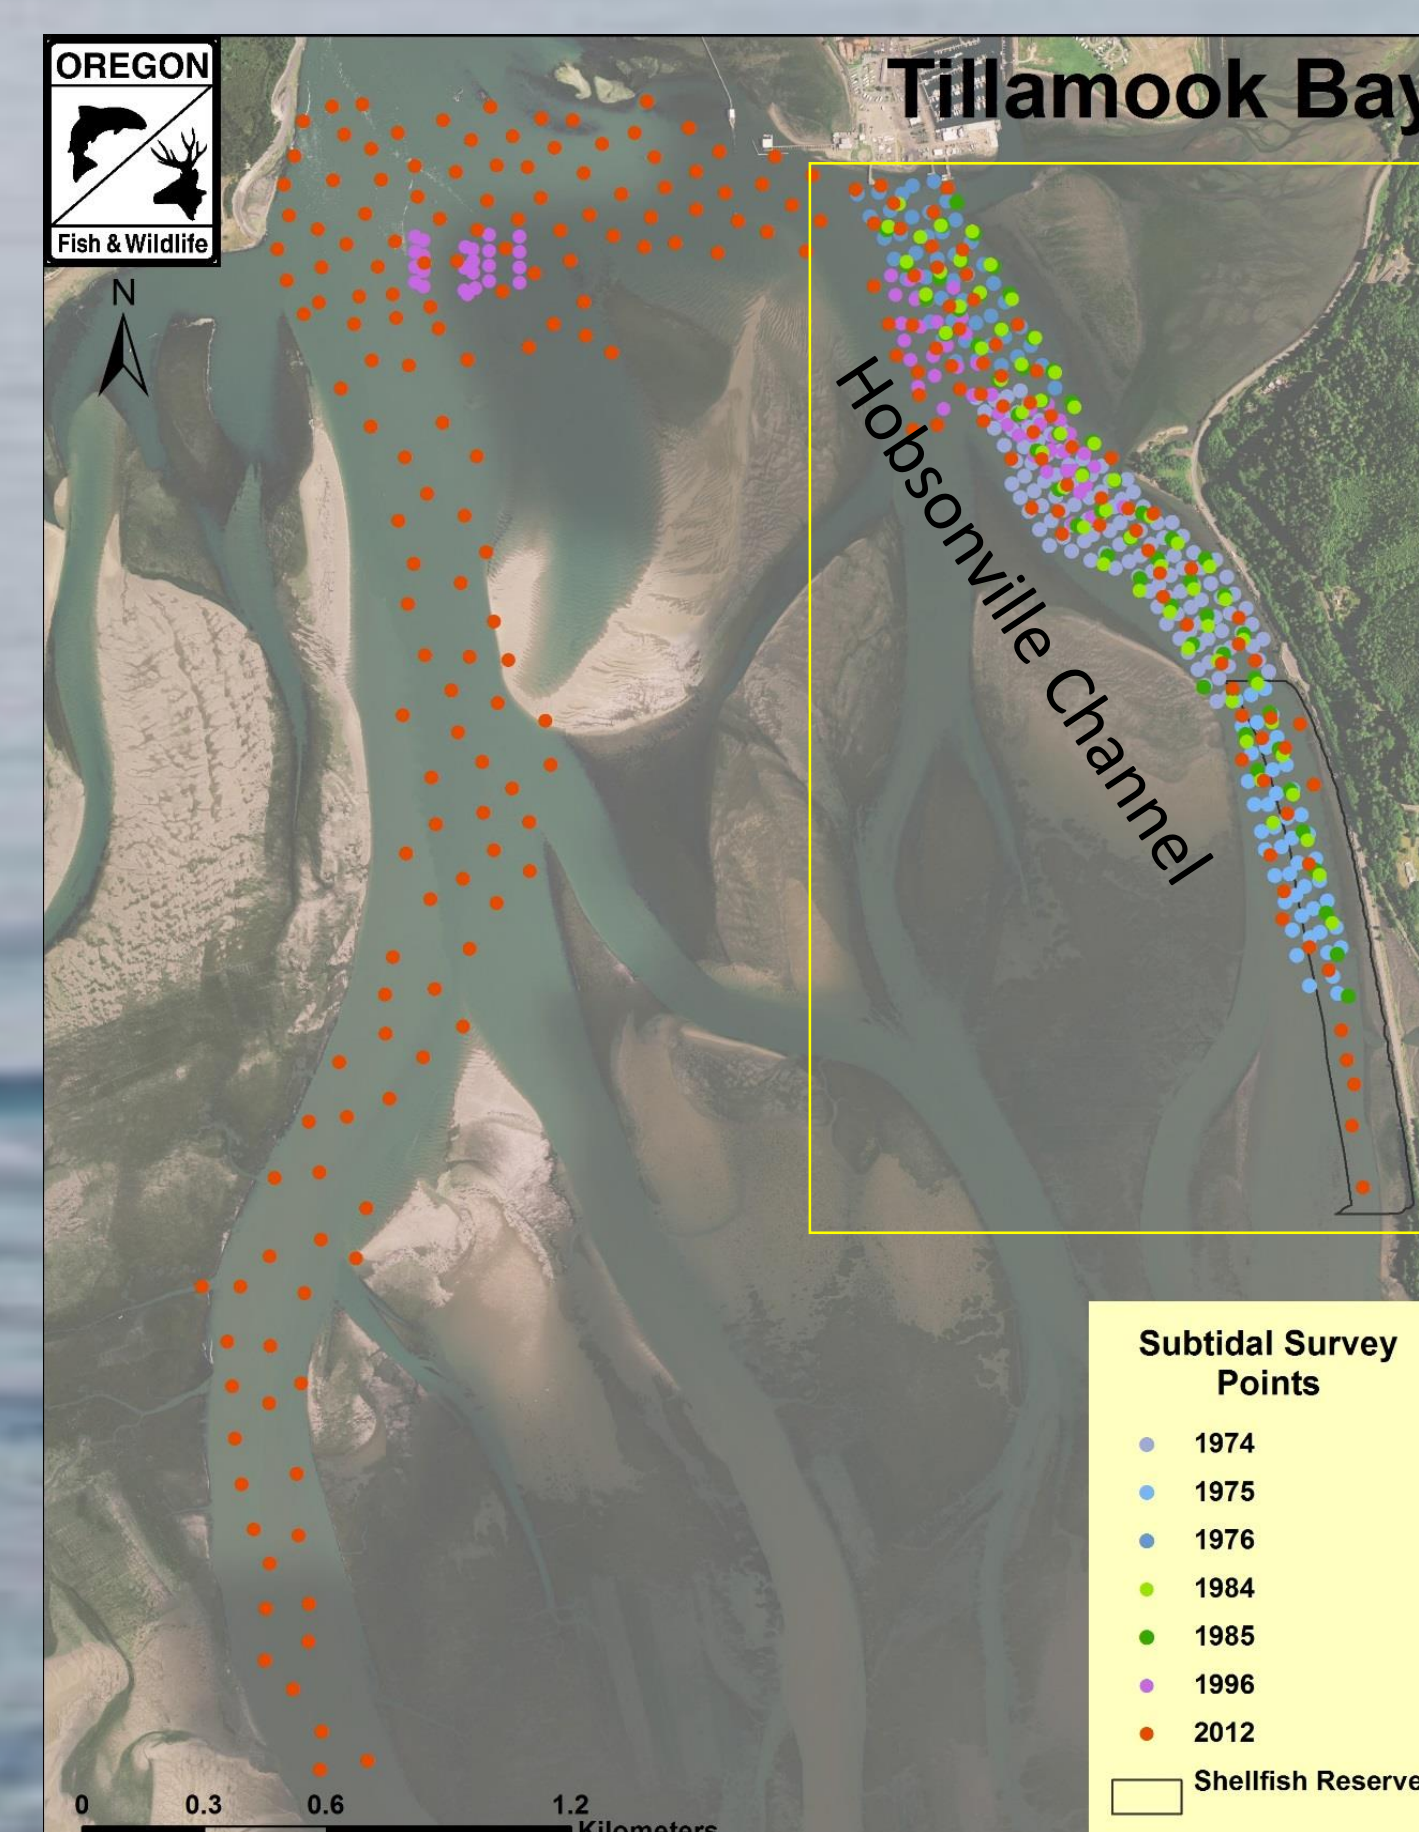 OREGON
Fish & Wildlife
Tillamook Bay
N
Hobsonville Channel
Subtidal Survey
Points
1974
1975
1976
1984
1985
1996
2012
Shellfish Reserve
0 0.3 0.6 1.2
Kilometers